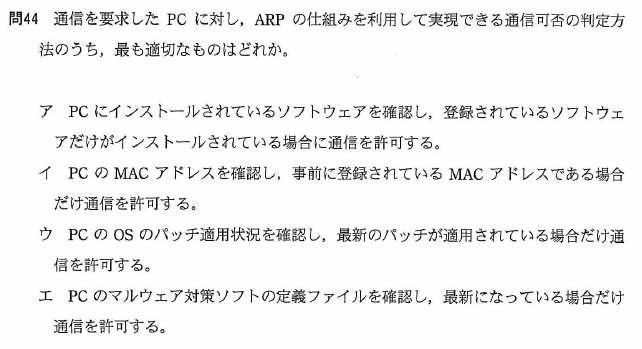 問44　通信を要求した PC に対し，ARP の仕組みを利用して実現できる通信可否の判定方
法のうち，最も適切なものはどれか。
ア　PC にインストールされているソフトウェアを確認し，登録されているソフトウェ
アだけがインストールされている場合に通信を許可する。
イ　PC の MAC アドレスを確認し，事前に登録されている MAC アドレスである場合
だけ通信を許可する。
ウ　PC の OS のパッチ適用状況を確認し，最新のパッチが適用されている場合だけ通
信を許可する。
エ　PC のマルウェア対策ソフトの定義ファイルを確認し，最新になっている場合だけ
通信を許可する。